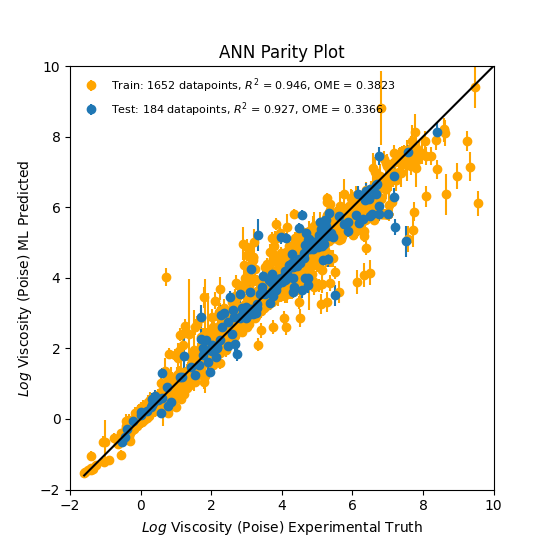 ANN Parity Plot
Train: 1652 datapoints, R² = 0.946, OME = 0.3823
Test: 184 datapoints, R² = 0.927, OME = 0.3366
Log Viscosity (Poise) ML Predicted
10
8
6
4
2
0
−2
−2 0 2 4 6 8 10
Log Viscosity (Poise) Experimental Truth